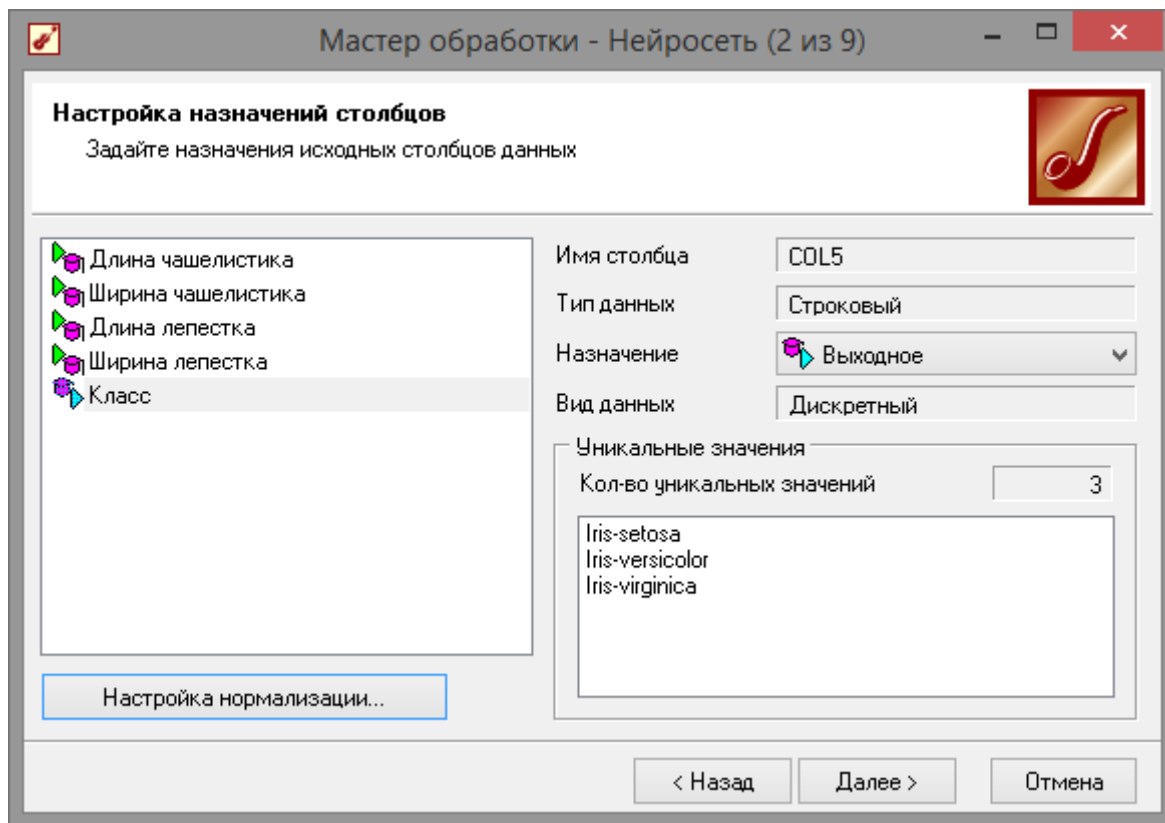 Мастер обработки - Нейросеть (2 из 9)
Настройка назначений столбцов
Задайте назначения исходных столбцов данных
Длина чашелистика
Ширина чашелистика
Длина лепестка
Ширина лепестка
Класс
Настройка нормализации...
Имя столбца COL5
Тип данных Строковый
Назначение Выходное
Вид данных Дискретный
Уникальные значения
Кол-во уникальных значений 3
Iris-setosa
Iris-versicolor
Iris-virginica
< Назад Далее > Отмена